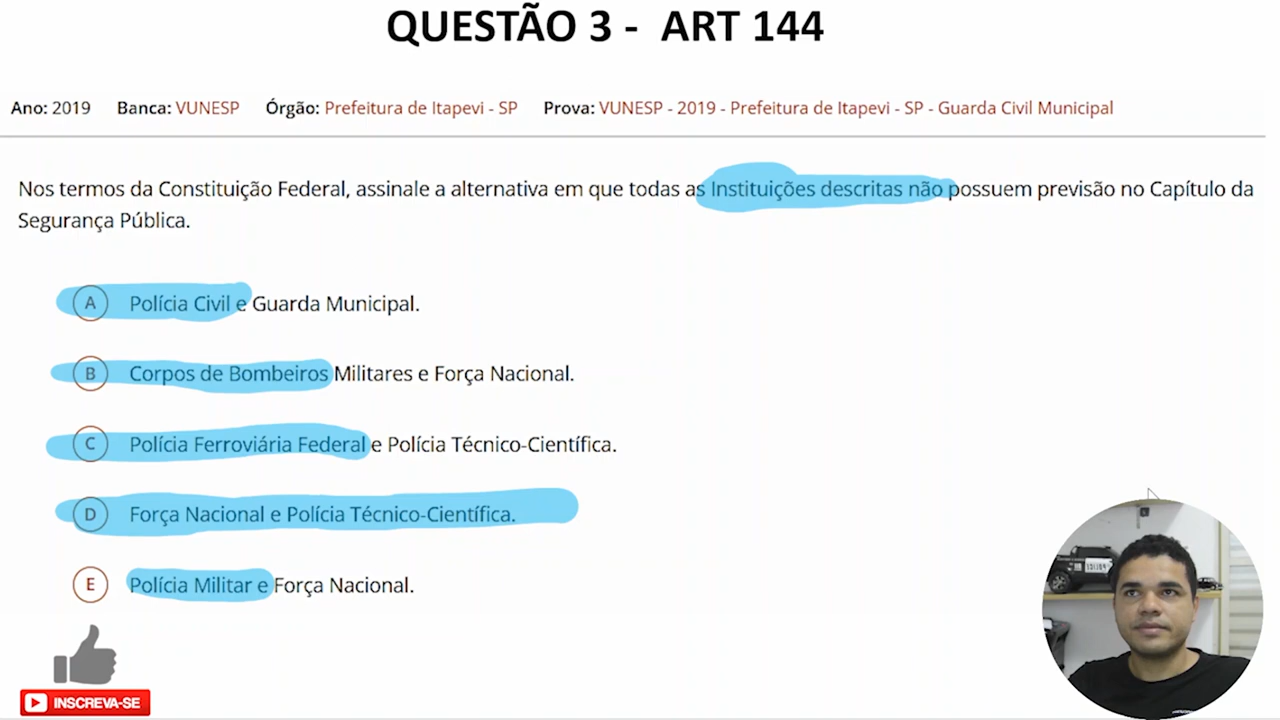 QUESTÃO 3 - ART 144
Ano: 2019 Banca: VUNESP Órgão: Prefeitura de Itapevi - SP Prova: VUNESP - 2019 - Prefeitura de Itapevi - SP - Guarda Civil Municipal
Nos termos da Constituição Federal, assinale a alternativa em que todas as Instituições descritas não possuem previsão no Capítulo da
Segurança Pública.
A Polícia Civil e Guarda Municipal.
B Corpos de Bombeiros Militares e Força Nacional.
C Polícia Ferroviária Federal e Polícia Técnico-Científica.
D Força Nacional e Polícia Técnico-Científica.
E Polícia Militar e Força Nacional.
INSCREVA-SE